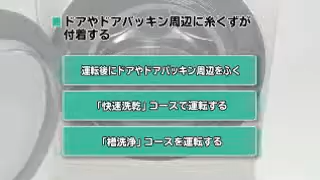 ドアやドアパッキン周辺に糸くずが
付着する
運転後にドアやドアパッキン周辺をふく
「快速洗乾」コースで運転する
「槽洗浄」コースを運転する